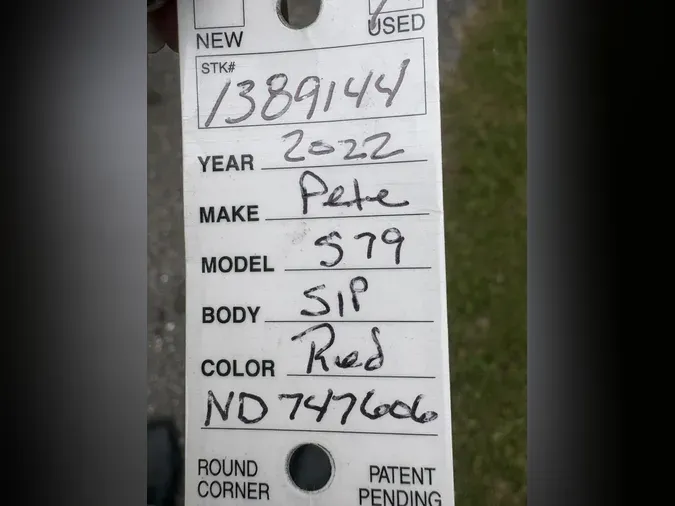 NEW USED
STK#
1389144
YEAR 2022
MAKE Pete
MODEL 579
BODY SIP
COLOR Red
ND747606
ROUND CORNER PATENT PENDING